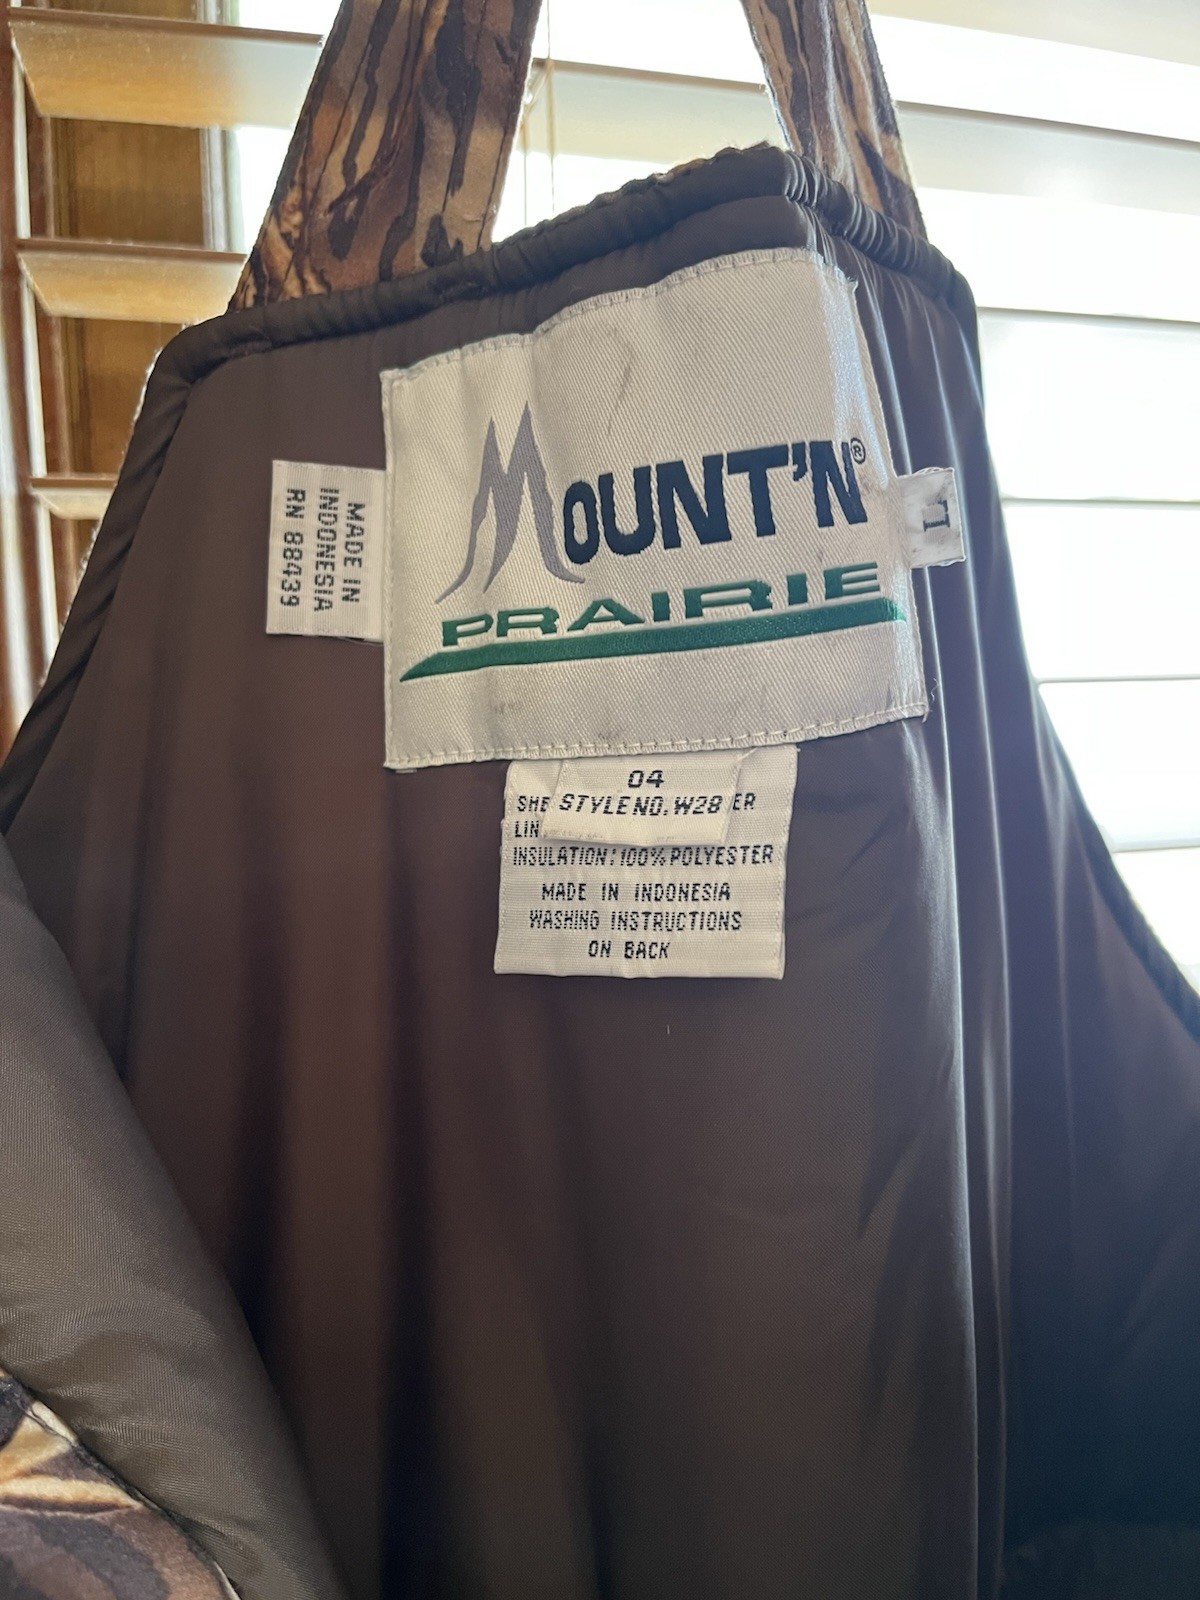 MOUNT'N®
PRAIRIE
L
MADE IN
INDONESIA
RN 88439
04
STYLE NO. W28
INSULATION: 100% POLYESTER
MADE IN INDONESIA
WASHING INSTRUCTIONS
ON BACK